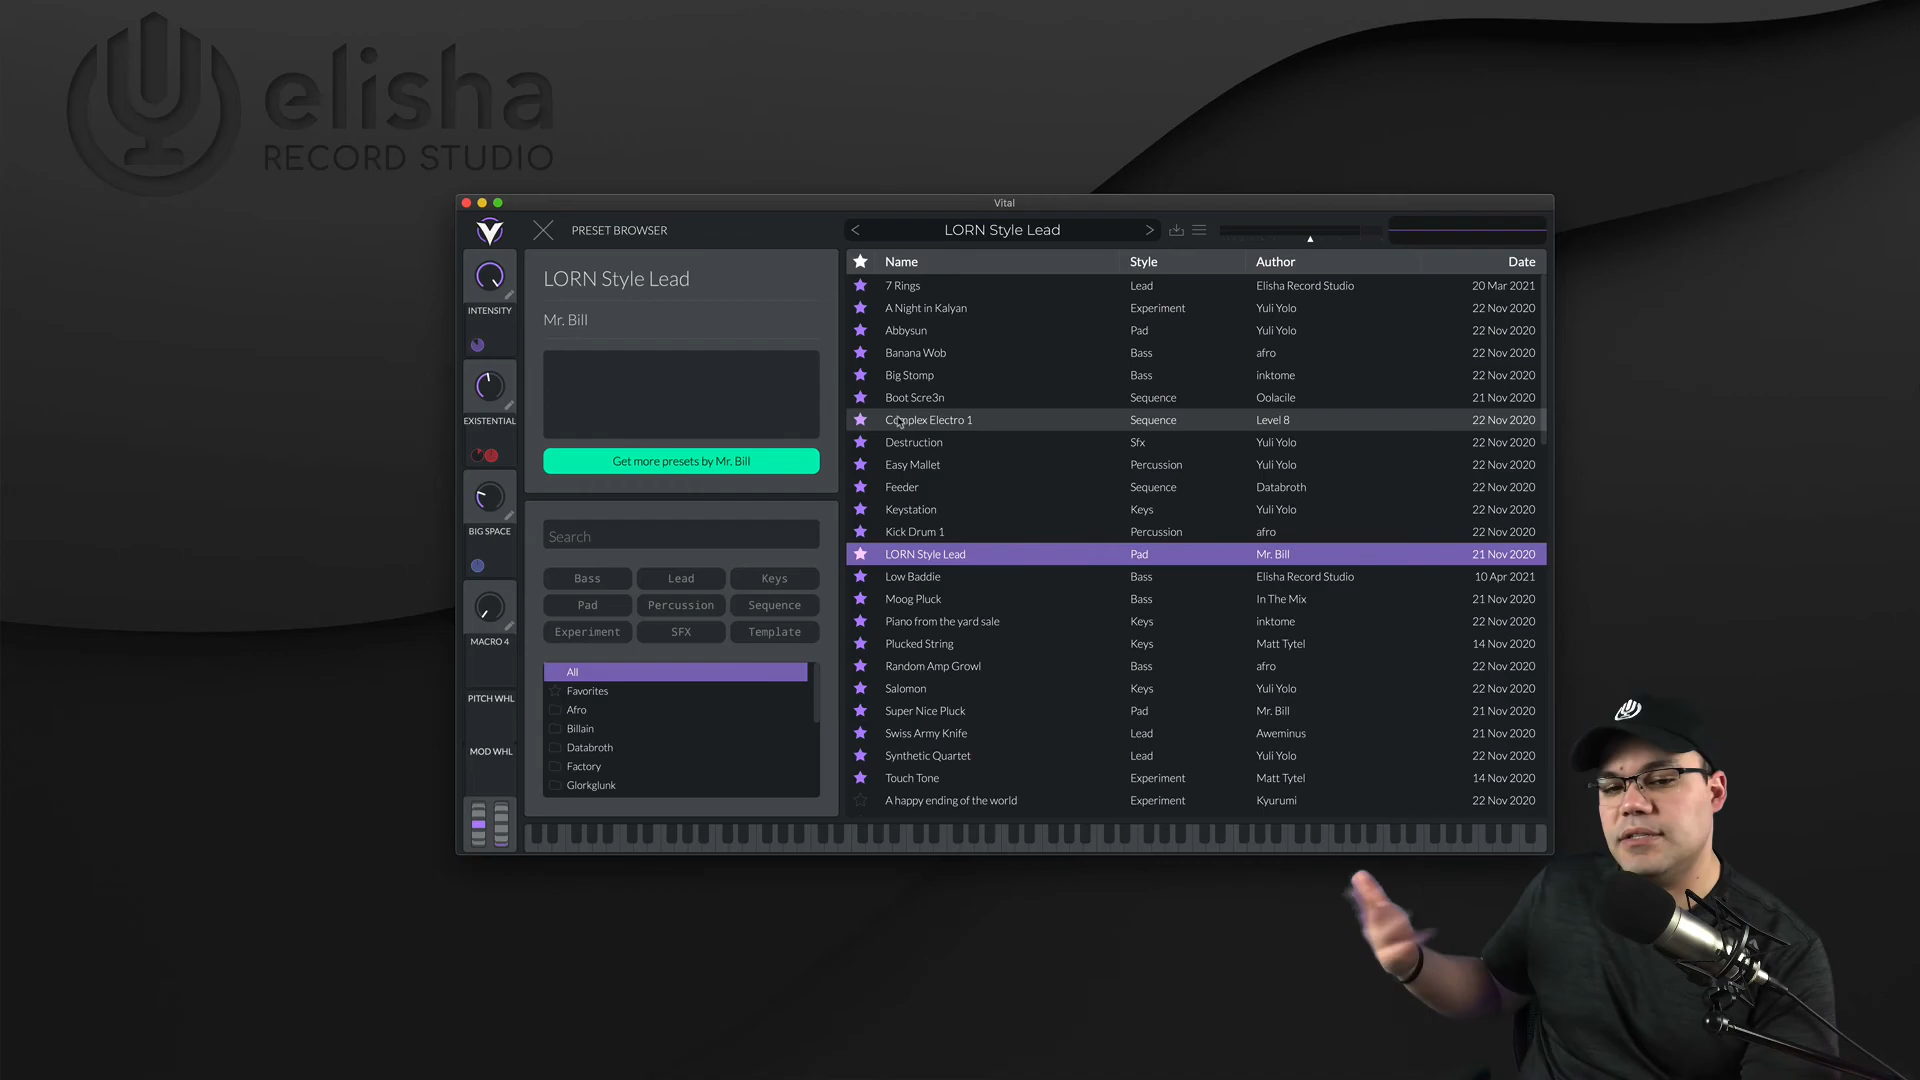 elisha
RECORD STUDIO
Vital
PRESET BROWSER
LORN Style Lead
INTENSITY
EXISTENTIAL
BIG SPACE
MACRO 4
PITCH WHL
MOD WHL
LORN Style Lead
Mr. Bill
Get more presets by Mr. Bill
Search
Bass Lead Keys
Pad Percussion Sequence
Experiment SFX Template
All
Favorites
Afro
Billain
Databroth
Factory
Glorkglunk
Name Style Author Date
7 Rings Lead Elisha Record Studio 20 Mar 2021
A Night in Kalyan Experiment Yuli Yolo 22 Nov 2020
Abbysun Pad Yuli Yolo 22 Nov 2020
Banana Wob Bass afro 22 Nov 2020
Big Stomp Bass inktome 22 Nov 2020
Boot Scre3n Sequence Oolacile 21 Nov 2020
Complex Electro 1 Sequence Level 8 22 Nov 2020
Destruction Sfx Yuli Yolo 22 Nov 2020
Easy Mallet Percussion Yuli Yolo 22 Nov 2020
Feeder Sequence Databroth 22 Nov 2020
Keystation Keys Yuli Yolo 22 Nov 2020
Kick Drum 1 Percussion afro 22 Nov 2020
LORN Style Lead Pad Mr. Bill 21 Nov 2020
Low Baddie Bass Elisha Record Studio 10 Apr 2021
Moog Pluck Bass In The Mix 21 Nov 2020
Piano from the yard sale Keys inktome 22 Nov 2020
Plucked String Keys Matt Tytel 14 Nov 2020
Random Amp Growl Bass afro 22 Nov 2020
Salomon Keys Yuli Yolo 22 Nov 2020
Super Nice Pluck Pad Mr. Bill 21 Nov 2020
Swiss Army Knife Lead Aweminus 21 Nov 2020
Synthetic Quartet Lead Yuli Yolo 22 Nov 2020
Touch Tone Experiment Matt Tytel 14 Nov 2020
A happy ending of the world Experiment Kyurumi 22 Nov 2020